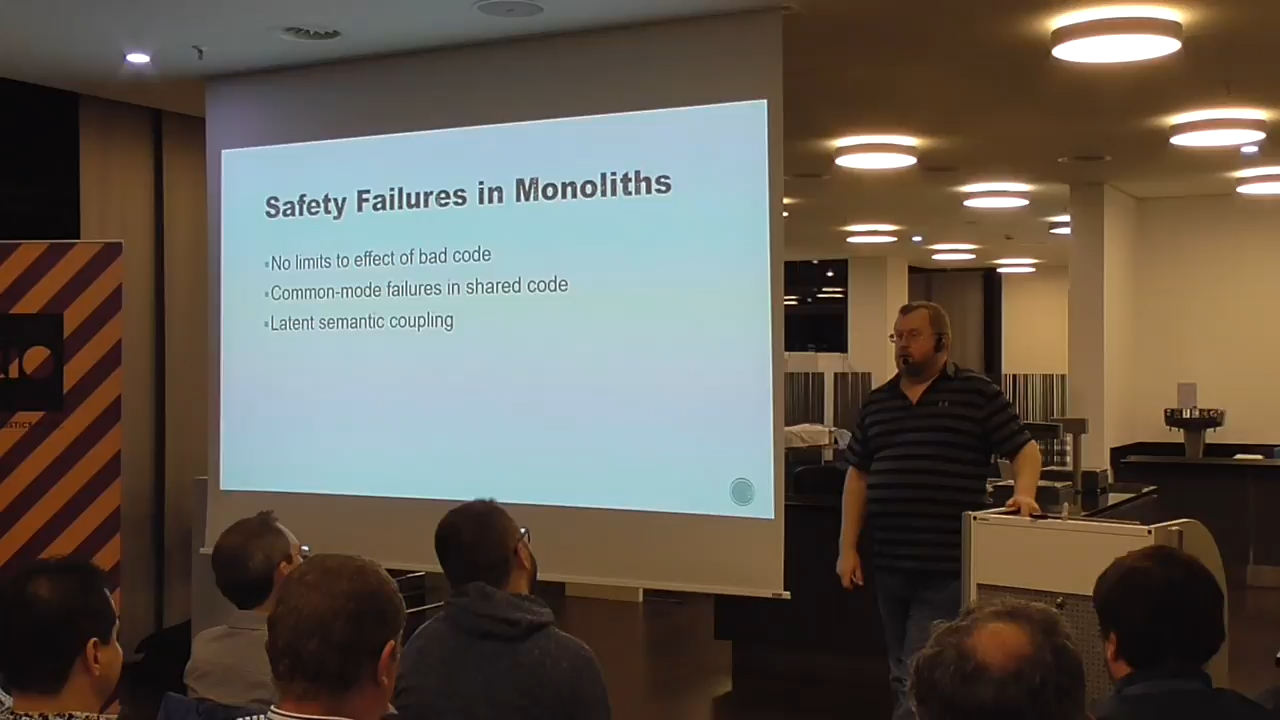 Safety Failures in Monoliths
▪No limits to effect of bad code
▪Common-mode failures in shared code
▪Latent semantic coupling